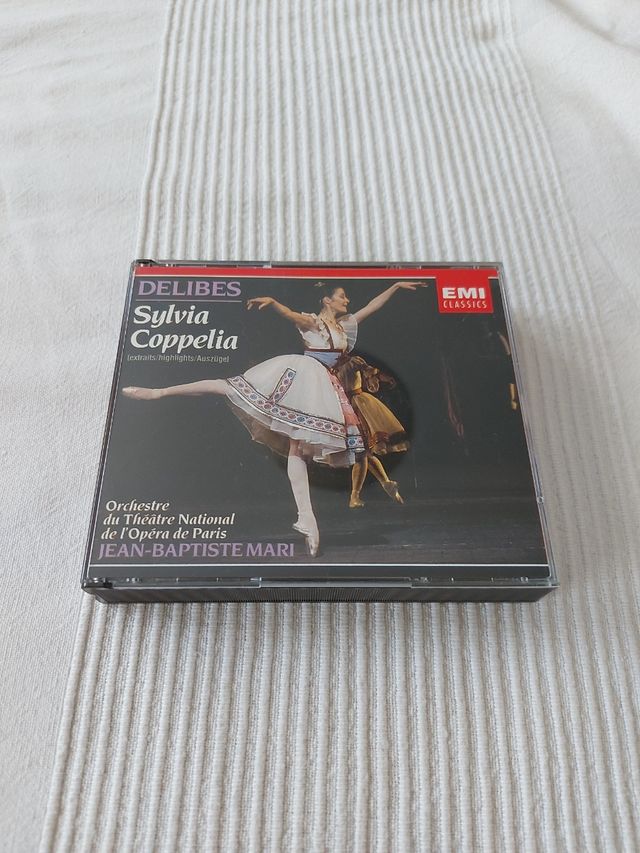 DELIBES
Sylvia
Coppelia
(extraits/highlights/Auszüge)
EMI
CLASSICS
Orchestre
du Théâtre National
de l'Opéra de Paris
JEAN-BAPTISTE MARI